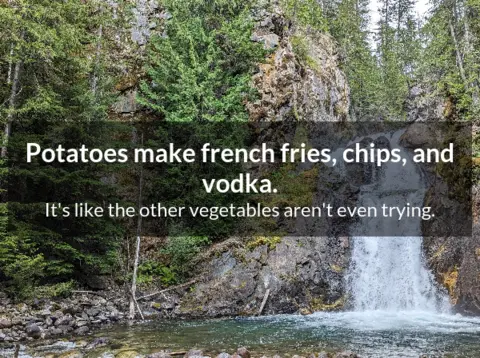 Potatoes make french fries, chips, and
vodka.
It's like the other vegetables aren't even trying.